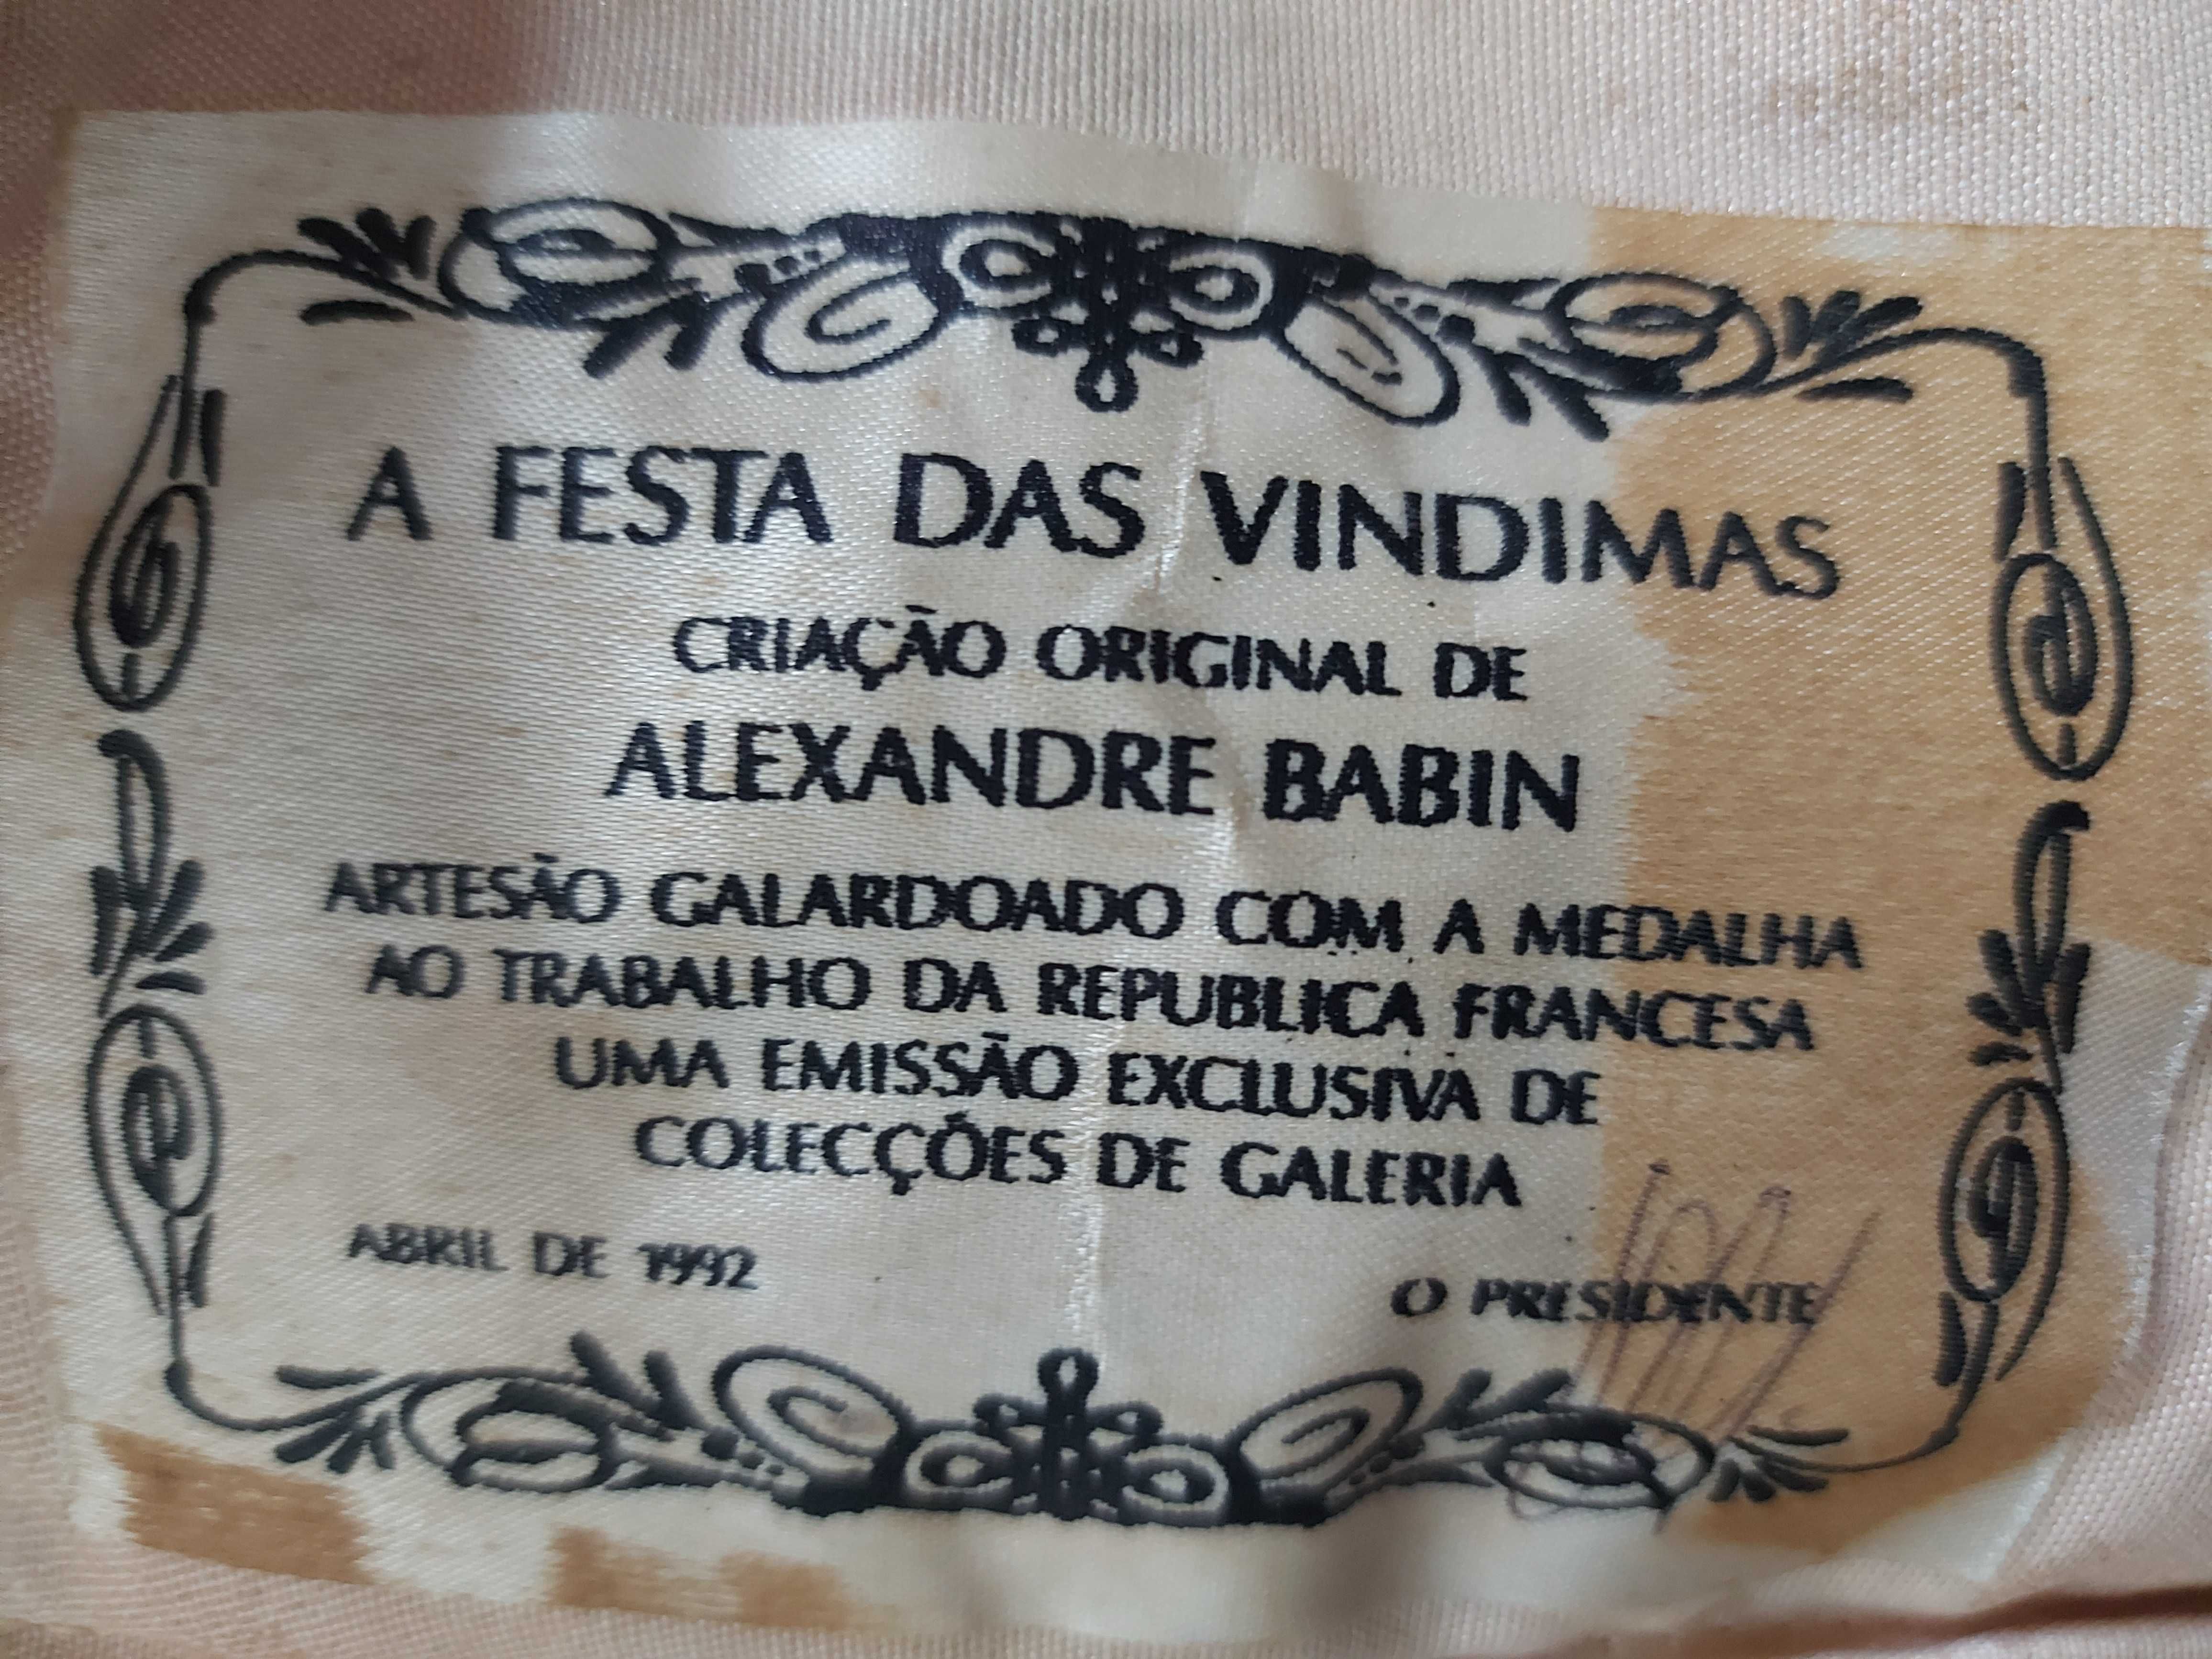 A FESTA DAS VINDIMAS
CRIAÇÃO ORIGINAL DE
ALEXANDRE BABIN
ARTESÃO GALARDOADO COM A MEDALHA
AO TRABALHO DA REPUBLICA FRANCESA
UMA EMISSÃO EXCLUSIVA DE
COLECÇÕES DE GALERIA
ABRIL DE 1992
O PRESIDENTE